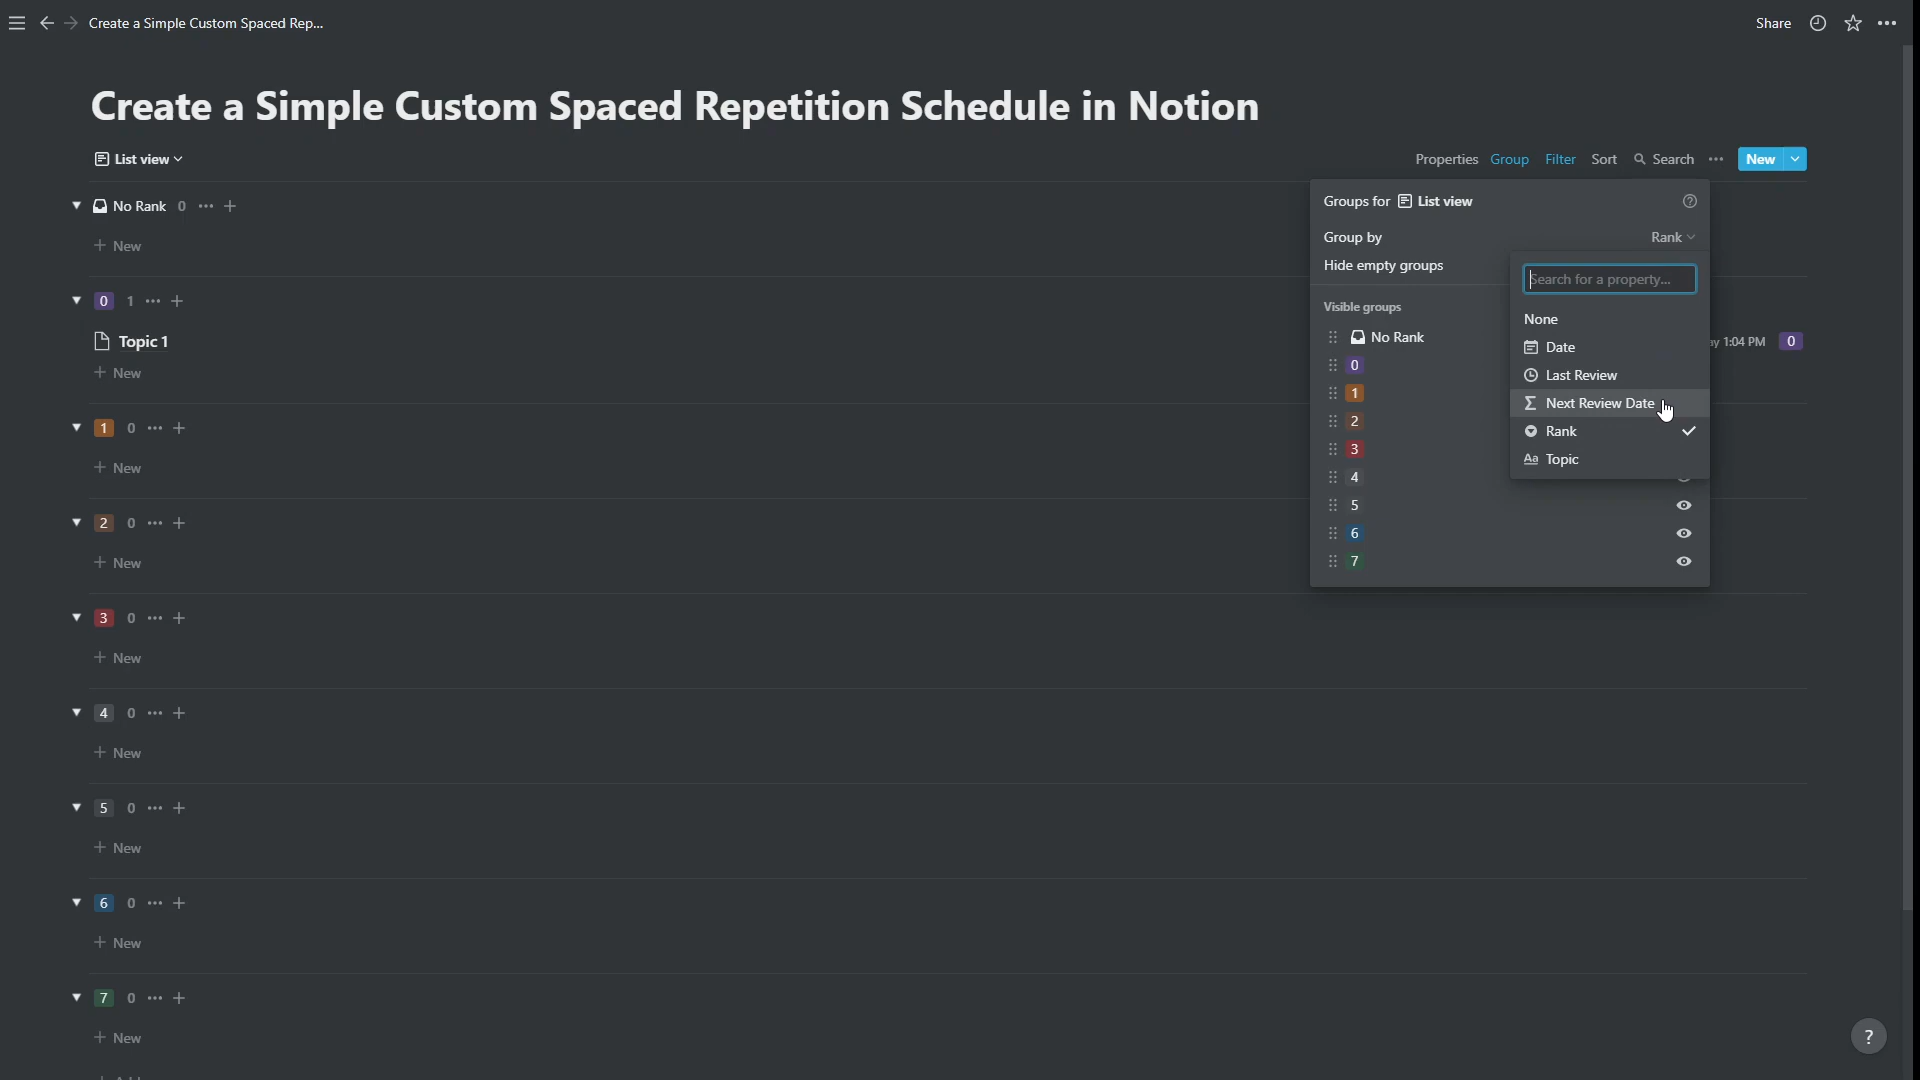 Create a Simple Custom Spaced Rep...
Share
Create a Simple Custom Spaced Repetition Schedule in Notion
List view
Properties Group Filter Sort Search New
No Rank 0
New
0 1
Topic 1
1:04 PM 0
New
1 0
New
2 0
New
3 0
New
4 0
New
5 0
New
6 0
New
7 0
New
Groups for List view
Group by Rank
Hide empty groups
Visible groups
No Rank
0
1
2
3
4
5
6
7
Search for a property...
None
Date
Last Review
Next Review Date
Rank
Aa Topic
?